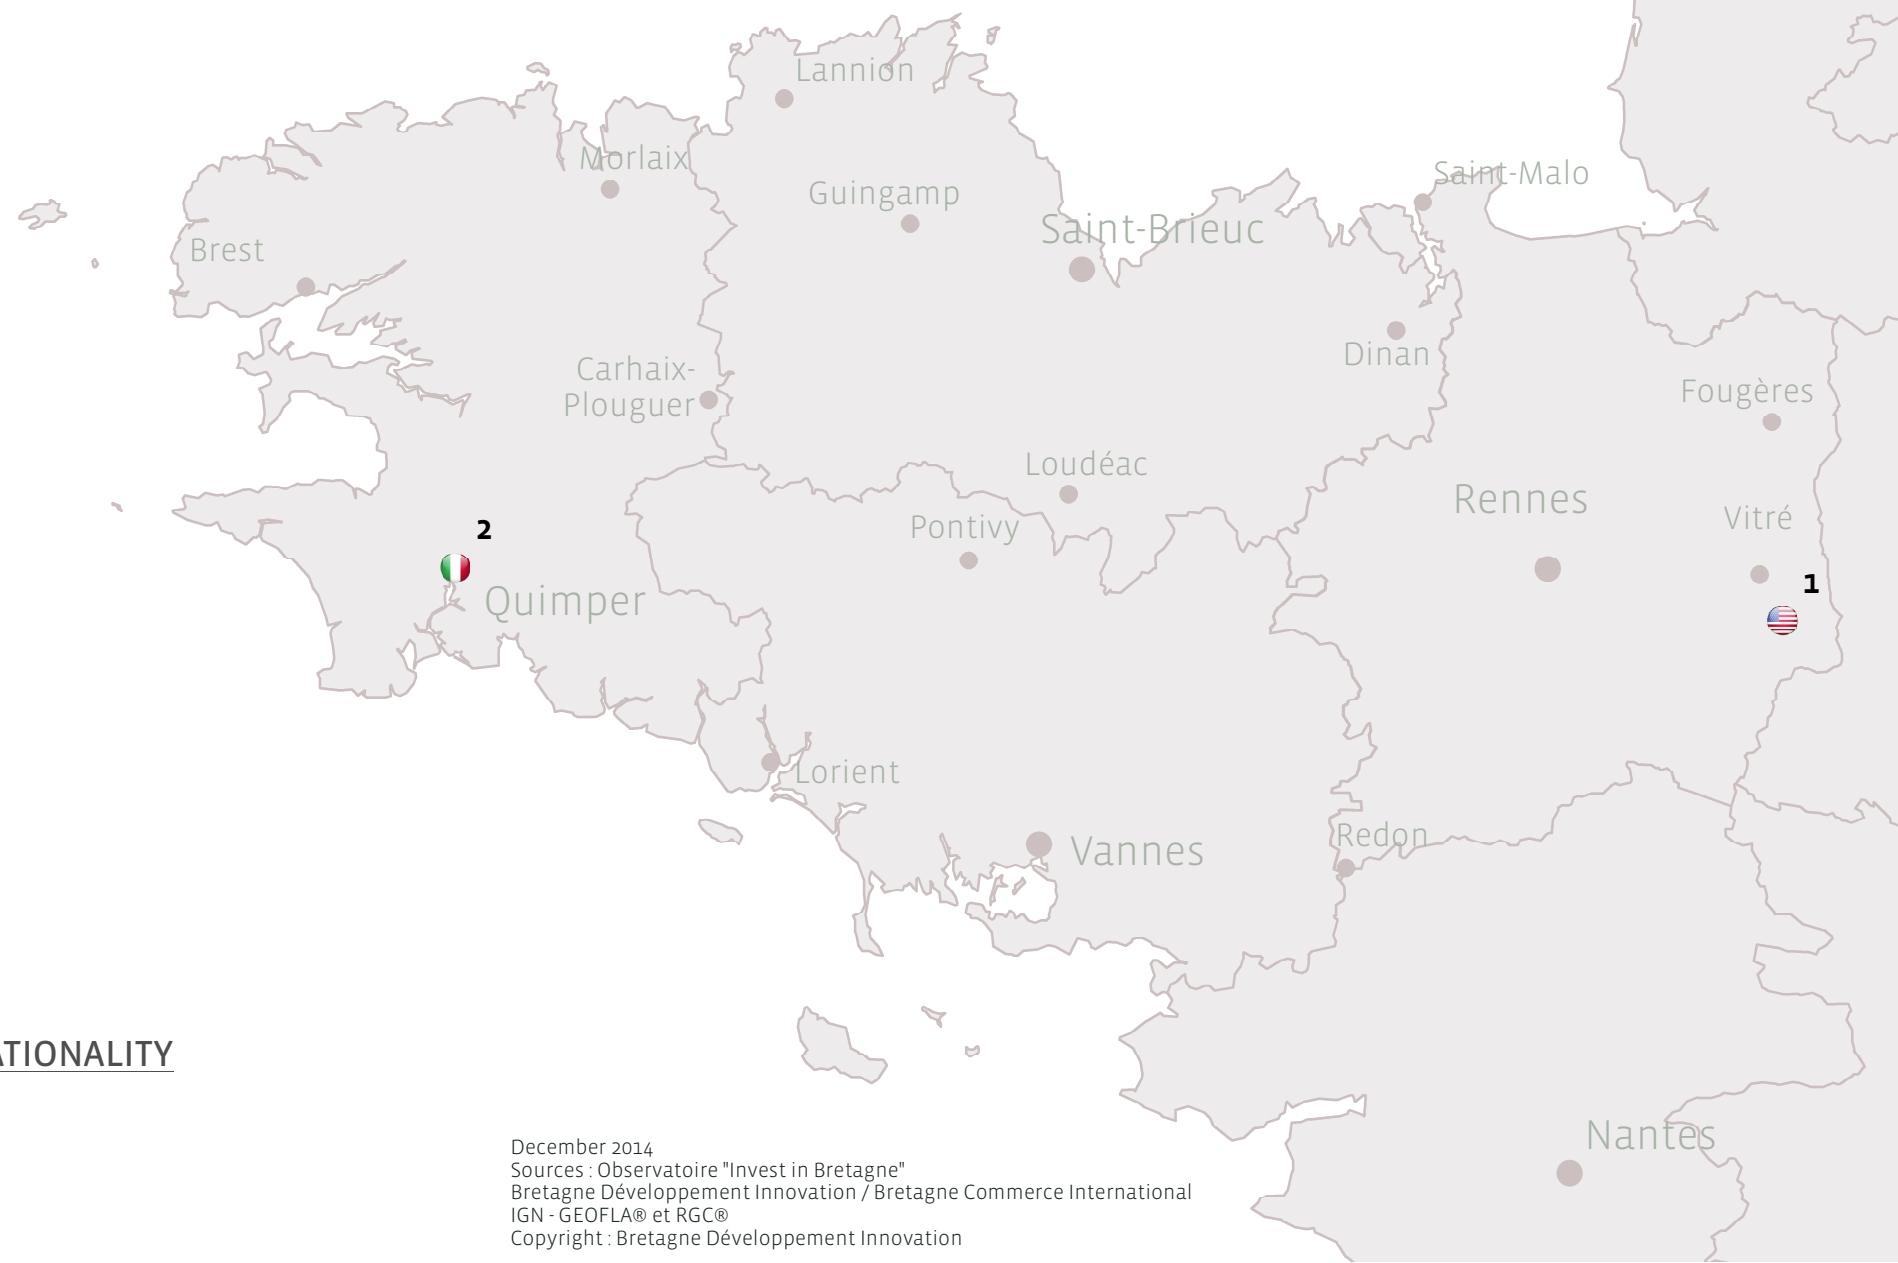 Lannion
Morlaix
Guingamp
Saint-Malo
Saint-Brieuc
Brest
Dinan
Carhaix-
Plouguer
Fougères
Loudéac
Rennes
Vitré
Pontivy
2
1
Quimper
Lorient
Vannes
Redon
ATIONALITY
Nantes
December 2014
Sources : Observatoire "Invest in Bretagne"
Bretagne Développement Innovation / Bretagne Commerce International
IGN - GEOFLA® et RGC®
Copyright : Bretagne Développement Innovation